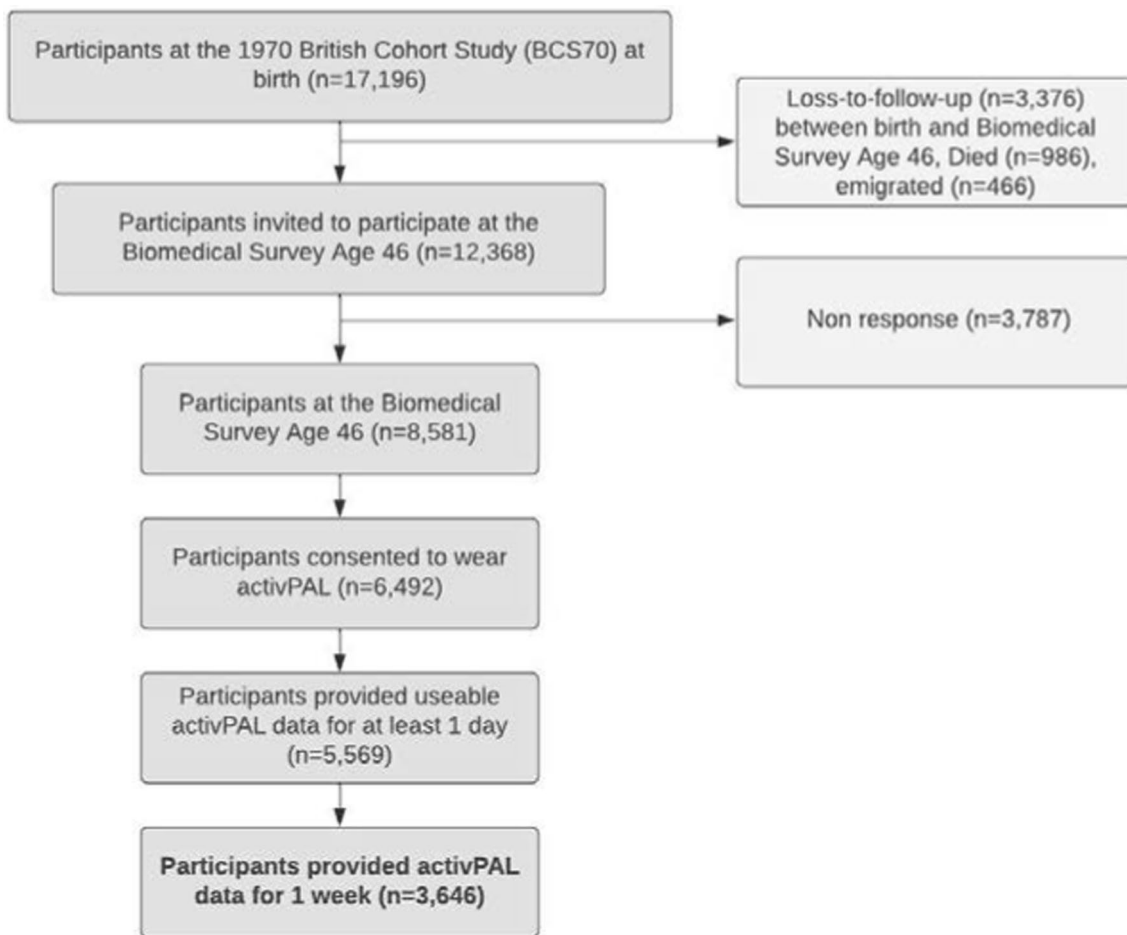 Participants at the 1970 British Cohort Study (BCS70) at
birth (n=17,196)
Loss-to-follow-up (n=3,376)
between birth and Biomedical
Survey Age 46, Died (n=986),
emigrated (n=466)
Participants invited to participate at the
Biomedical Survey Age 46 (n=12,368)
Non response (n=3,787)
Participants at the Biomedical
Survey Age 46 (n=8,581)
Participants consented to wear
activPAL (n=6,492)
Participants provided useable
activPAL data for at least 1 day
(n=5,569)
Participants provided activPAL
data for 1 week (n=3,646)